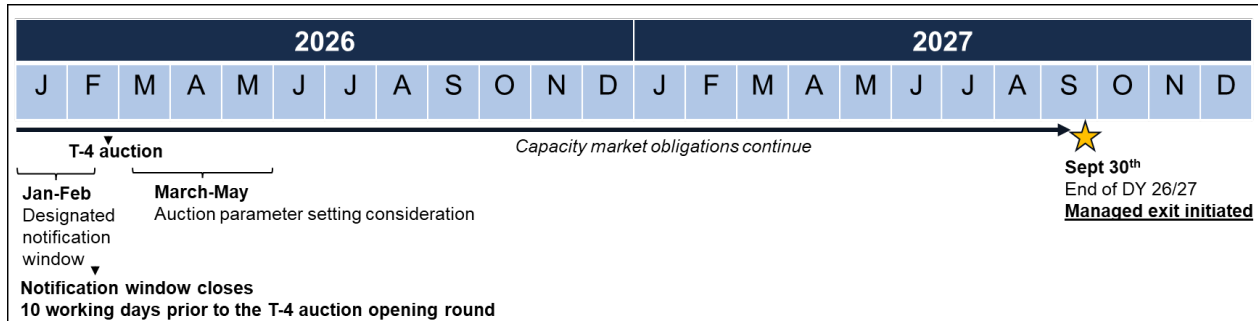 2026 2027
J F M A M J J A S O N D J F M A M J J A S O N D
Capacity market obligations continue
T-4 auction
Jan-Feb
Designated
notification
window
March-May
Auction parameter setting consideration
Sept 30th
End of DY 26/27
Managed exit initiated
Notification window closes
10 working days prior to the T-4 auction opening round